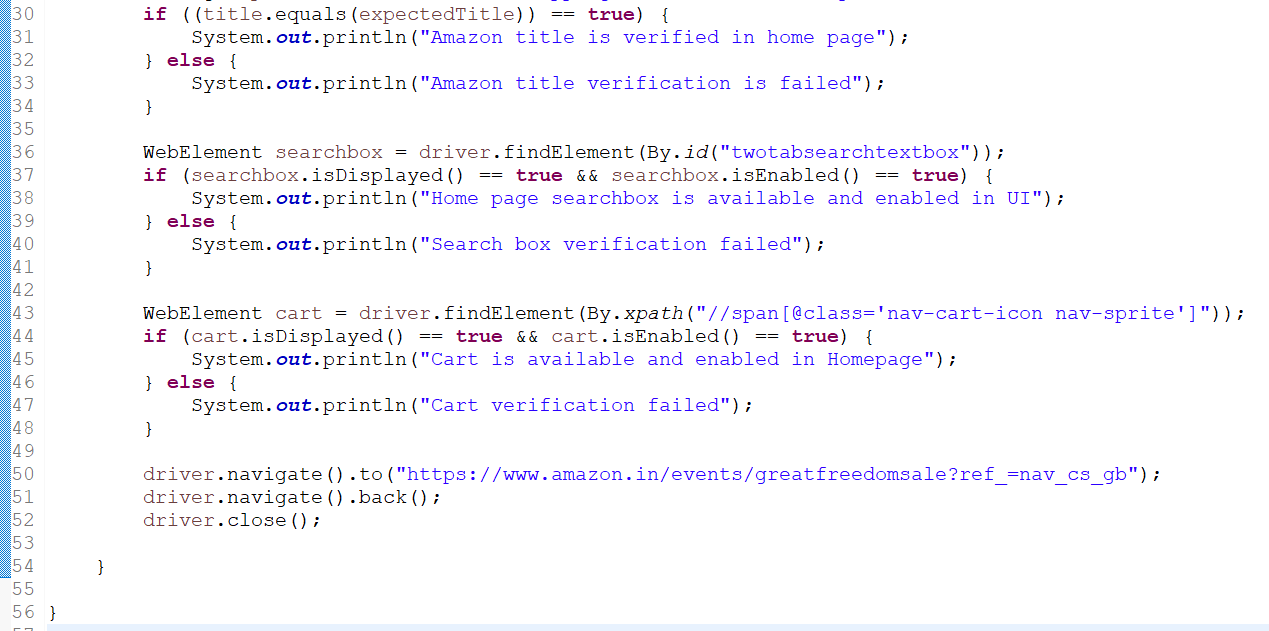 30 if ((title.equals(expectedTitle)) == true) {
31 System.out.println("Amazon title is verified in home page");
32 } else {
33 System.out.println("Amazon title verification is failed");
34 }
35
36 WebElement searchbox = driver.findElement(By.id("twotabsearchtextbox"));
37 if (searchbox.isDisplayed() == true && searchbox.isEnabled() == true) {
38 System.out.println("Home page searchbox is available and enabled in UI");
39 } else {
40 System.out.println("Search box verification failed");
41 }
42
43 WebElement cart = driver.findElement(By.xpath("//span[@class='nav-cart-icon nav-sprite']"));
44 if (cart.isDisplayed() == true && cart.isEnabled() == true) {
45 System.out.println("Cart is available and enabled in Homepage");
46 } else {
47 System.out.println("Cart verification failed");
48 }
49
50 driver.navigate().to("https://www.amazon.in/events/greatfreedomsale?ref_=nav_cs_gb");
51 driver.navigate().back();
52 driver.close();
53
54 }
55
56 }